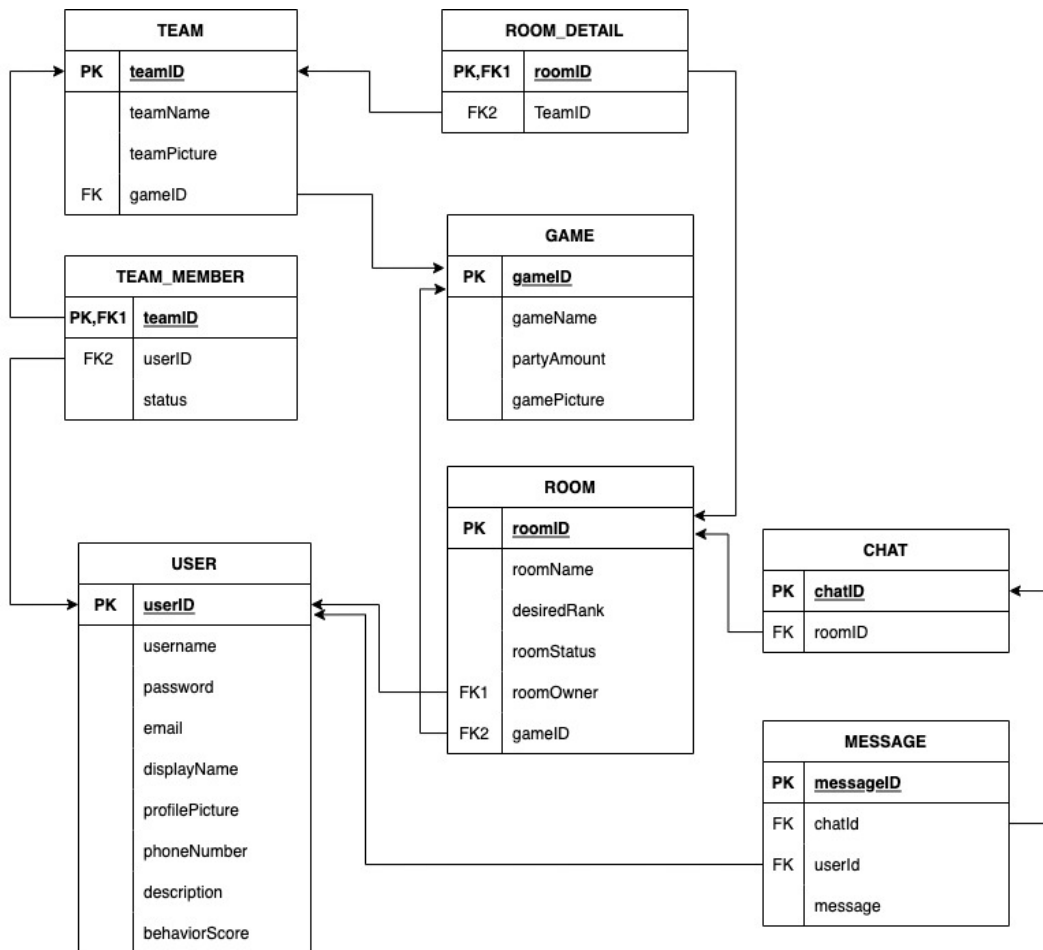 TEAM
PK teamID
teamName
teamPicture
FK gameID
ROOM_DETAIL
PK,FK1 roomID
FK2 TeamID
TEAM_MEMBER
PK,FK1 teamID
FK2 userID
status
GAME
PK gameID
gameName
partyAmount
gamePicture
ROOM
PK roomID
roomName
desiredRank
roomStatus
FK1 roomOwner
FK2 gameID
CHAT
PK chatID
FK roomID
USER
PK userID
username
password
email
displayName
profilePicture
phoneNumber
description
behaviorScore
MESSAGE
PK messageID
FK chatId
FK userId
message